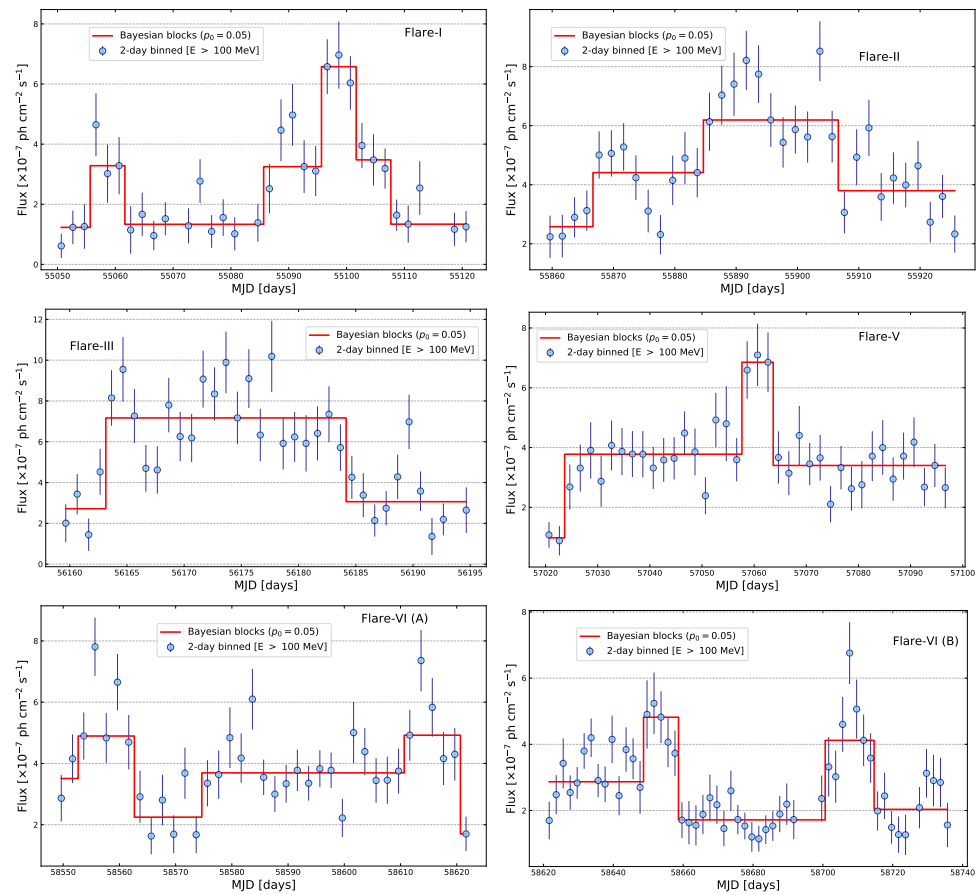 Flare-I
Bayesian blocks (p₀ = 0.05)
2-day binned [E > 100 MeV]
Flux [×10⁻⁷ ph cm⁻² s⁻¹]
8
6
4
2
0
55050 55060 55070 55080 55090 55100 55110 55120
MJD [days]
Flare-II
Bayesian blocks (p₀ = 0.05)
2-day binned [E > 100 MeV]
Flux [×10⁻⁷ ph cm⁻² s⁻¹]
8
6
4
2
55860 55870 55880 55890 55900 55910 55920
MJD [days]
Flare-III
Bayesian blocks (p₀ = 0.05)
2-day binned [E > 100 MeV]
Flux [×10⁻⁷ ph cm⁻² s⁻¹]
12
10
8
6
4
2
0
56160 56165 56170 56175 56180 56185 56190 56195
MJD [days]
Flare-V
Bayesian blocks (p₀ = 0.05)
2-day binned [E > 100 MeV]
Flux [×10⁻⁷ ph cm⁻² s⁻¹]
8
6
4
2
0
57020 57030 57040 57050 57060 57070 57080 57090 57100
MJD [days]
Flare-VI (A)
Bayesian blocks (p₀ = 0.05)
2-day binned [E > 100 MeV]
Flux [×10⁻⁷ ph cm⁻² s⁻¹]
8
6
4
2
58550 58560 58570 58580 58590 58600 58610 58620
MJD [days]
Flare-VI (B)
Bayesian blocks (p₀ = 0.05)
2-day binned [E > 100 MeV]
Flux [×10⁻⁷ ph cm⁻² s⁻¹]
8
6
4
2
0
58620 58640 58660 58680 58700 58720 58740
MJD [days]